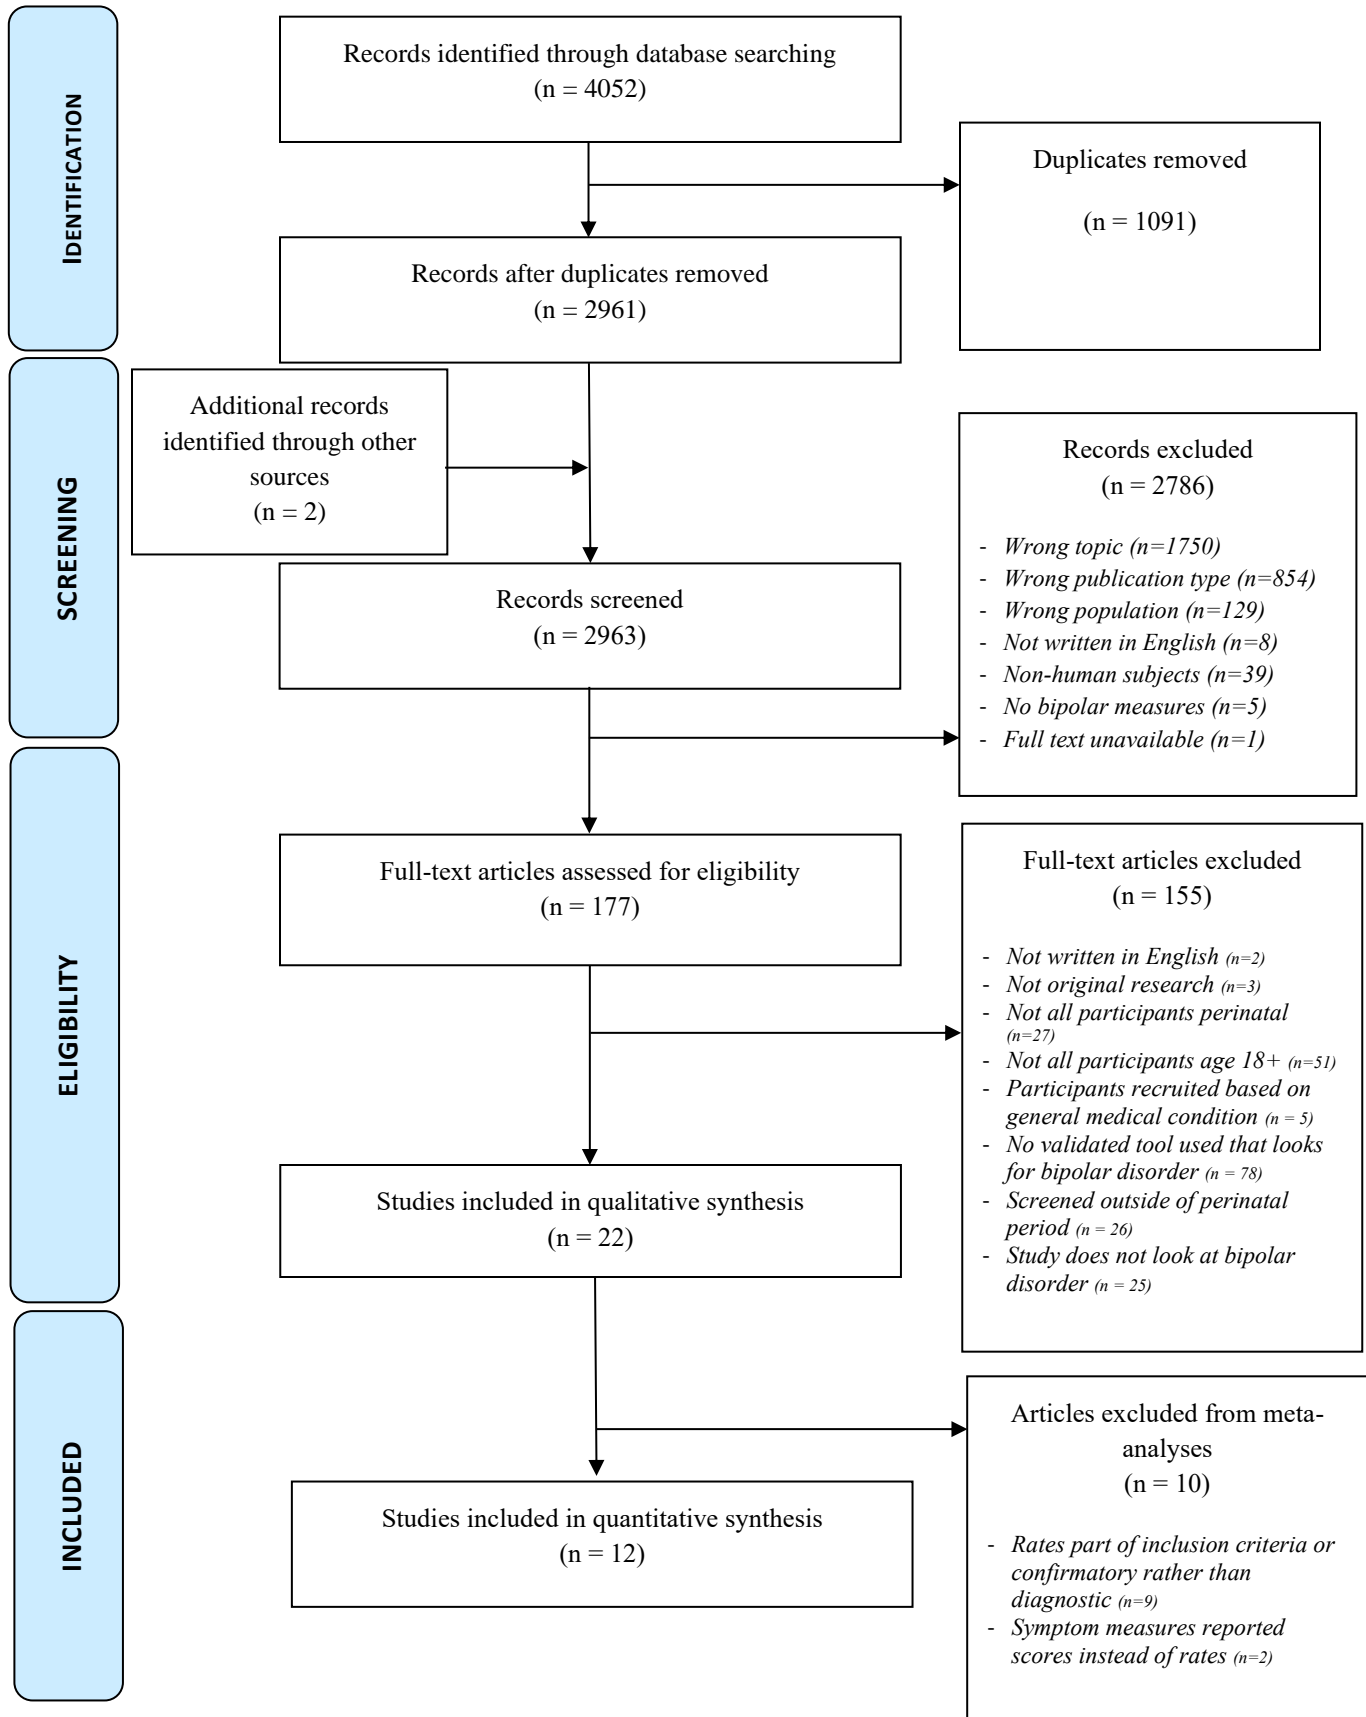 IDENTIFICATION
Records identified through database searching
(n = 4052)
Duplicates removed
(n = 1091)
Records after duplicates removed
(n = 2961)
SCREENING
Additional records
identified through other
sources
(n = 2)
Records excluded
(n = 2786)
- Wrong topic (n=1750)
- Wrong publication type (n=854)
- Wrong population (n=129)
- Not written in English (n=8)
- Non-human subjects (n=39)
- No bipolar measures (n=5)
- Full text unavailable (n=1)
Records screened
(n = 2963)
ELIGIBILITY
Full-text articles assessed for eligibility
(n = 177)
Full-text articles excluded
(n = 155)
- Not written in English (n=2)
- Not original research (n=3)
- Not all participants perinatal
(n=27)
- Not all participants age 18+ (n=51)
- Participants recruited based on
general medical condition (n = 5)
- No validated tool used that looks
for bipolar disorder (n = 78)
- Screened outside of perinatal
period (n = 26)
- Study does not look at bipolar
disorder (n = 25)
Studies included in qualitative synthesis
(n = 22)
INCLUDED
Articles excluded from meta-
analyses
(n = 10)
- Rates part of inclusion criteria or
confirmatory rather than
diagnostic (n=9)
- Symptom measures reported
scores instead of rates (n=2)
Studies included in quantitative synthesis
(n = 12)